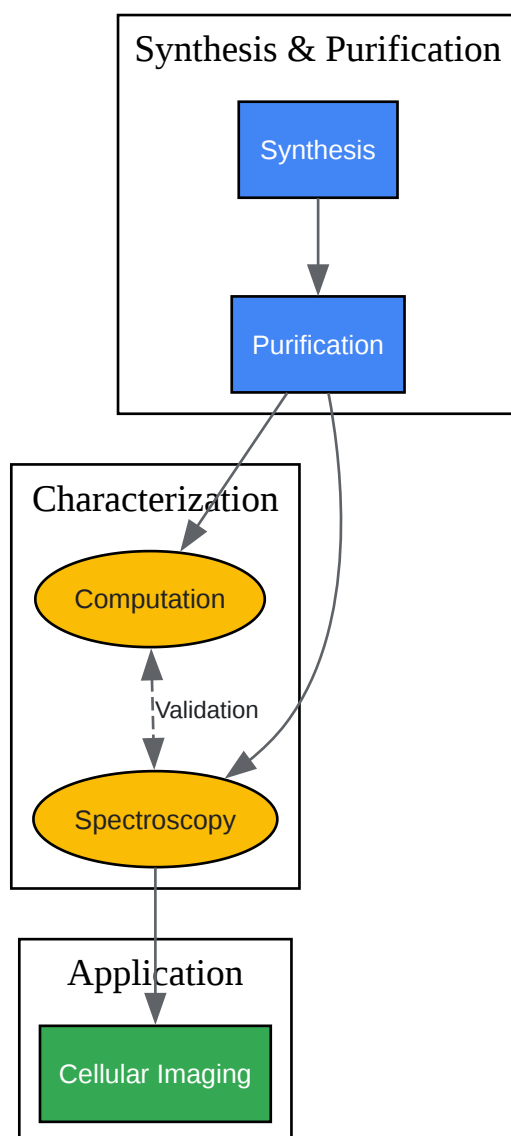 Synthesis & Purification
Synthesis
Purification
Characterization
Computation
Validation
Spectroscopy
Application
Cellular Imaging